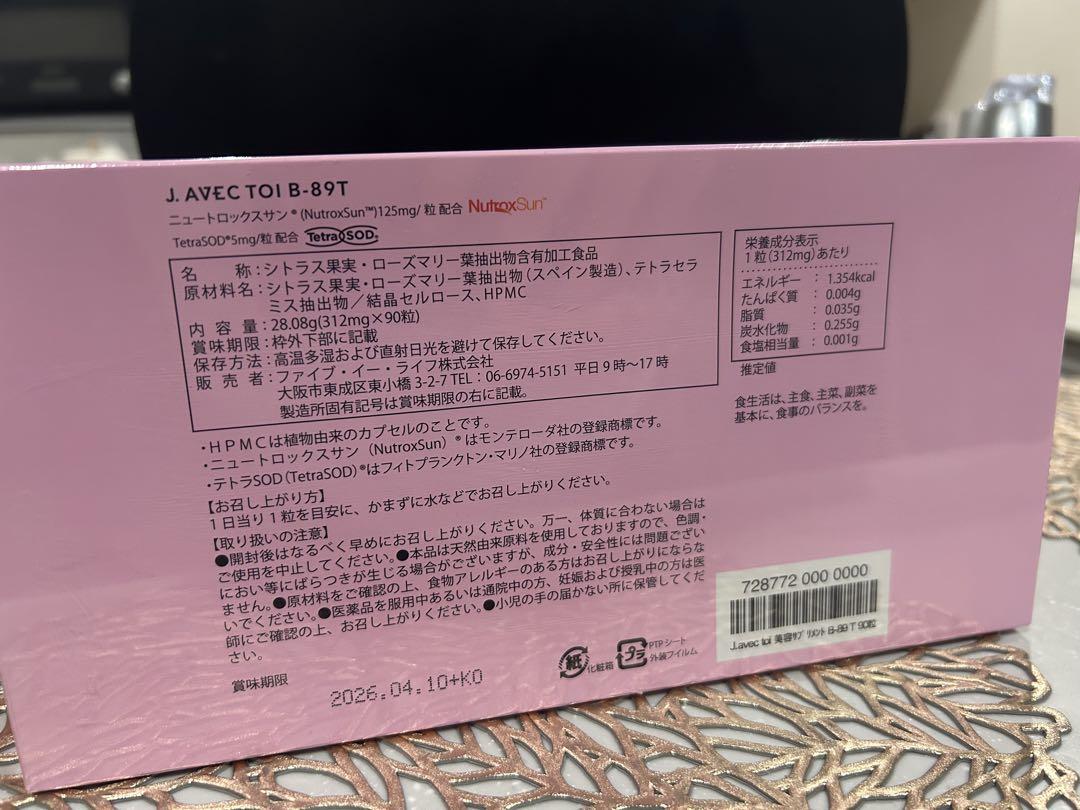 J. AVEC TOI B-89T
ニュートロックスサン®(NutroxSun™)125mg/粒 配合 NutroxSun™
TetraSOD®5mg/粒 配合 TetraSOD®
名　　称：シトラス果実・ローズマリー葉抽出物含有加工食品
原材料名：シトラス果実・ローズマリー葉抽出物（スペイン製造）、テトラセラ
ミス抽出物／結晶セルロース、HPMC
内 容 量：28.08g(312mg×90粒)
賞味期限：枠外下部に記載
保存方法：高温多湿および直射日光を避けて保存してください。
販 売 者：ファイブ・イー・ライフ株式会社
大阪市東成区東小橋 3-2-7 TEL：06-6974-5151 平日 9 時～17 時
製造所固有記号は賞味期限の右に記載。
栄養成分表示
1 粒(312mg)あたり
エネルギー ： 1.354kcal
たんぱく質 ： 0.004g
脂質 ： 0.035g
炭水化物 ： 0.255g
食塩相当量 ： 0.001g
推定値
食生活は、主食、主菜、副菜を
基本に、食事のバランスを。
・HPMCは植物由来のカプセルのことです。
・ニュートロックスサン（NutroxSun）®はモンテローダ社の登録商標です。
・テトラSOD（TetraSOD）®はフィトプランクトン・マリノ社の登録商標です。
【お召し上がり方】
1日当り1粒を目安に、かまずに水などでお召し上がりください。
【取り扱いの注意】
●開封後はなるべく早めにお召し上がりください。万一、体質に合わない場合は
ご使用を中止してください。●本品は天然由来原料を使用しておりますので、色調・
におい等にばらつきが生じる場合がございますが、成分・安全性には問題ござい
ません。●原材料をご確認の上、食物アレルギーのある方はお召し上がりにならな
いでください。●医薬品を服用中あるいは通院中の方、妊娠および授乳中の方は医
師にご確認の上、お召し上がりください。●小児の手の届かない所に保管してくだ
さい。
賞味期限 2026.04.10+KO
紙 化粧箱 プラ PTPシート
外装フイルム
728772 000 0000
J.avec toi 美容サプリメント B-89 T 90粒